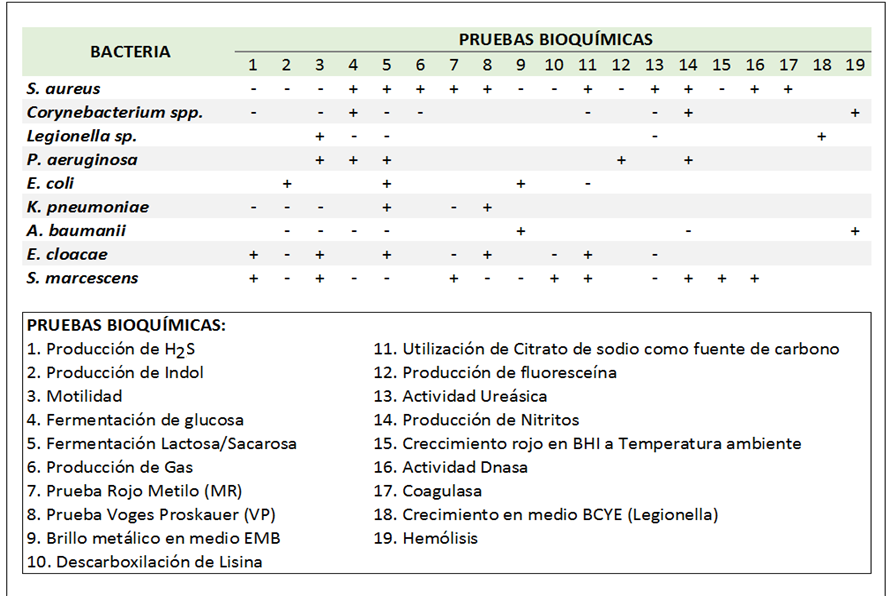 BACTERIA PRUEBAS BIOQUÍMICAS
1 2 3 4 5 6 7 8 9 10 11 12 13 14 15 16 17 18 19
S. aureus - - - + + + + + - - + - + + - + +
Corynebacterium spp. - - + - - - - + +
Legionella sp. + - - - +
P. aeruginosa + + + + +
E. coli + + + -
K. pneumoniae - - - + - +
A. baumanii - - - - + - +
E. cloacae + - + + - + - + -
S. marcescens + - + - - + - - + + - + + +
PRUEBAS BIOQUÍMICAS:
1. Producción de H2S
2. Producción de Indol
3. Motilidad
4. Fermentación de glucosa
5. Fermentación Lactosa/Sacarosa
6. Producción de Gas
7. Prueba Rojo Metilo (MR)
8. Prueba Voges Proskauer (VP)
9. Brillo metálico en medio EMB
10. Descarboxilación de Lisina
11. Utilización de Citrato de sodio como fuente de carbono
12. Producción de fluoresceína
13. Actividad Ureásica
14. Producción de Nitritos
15. Creccimiento rojo en BHI a Temperatura ambiente
16. Actividad Dnasa
17. Coagulasa
18. Crecimiento en medio BCYE (Legionella)
19. Hemólisis